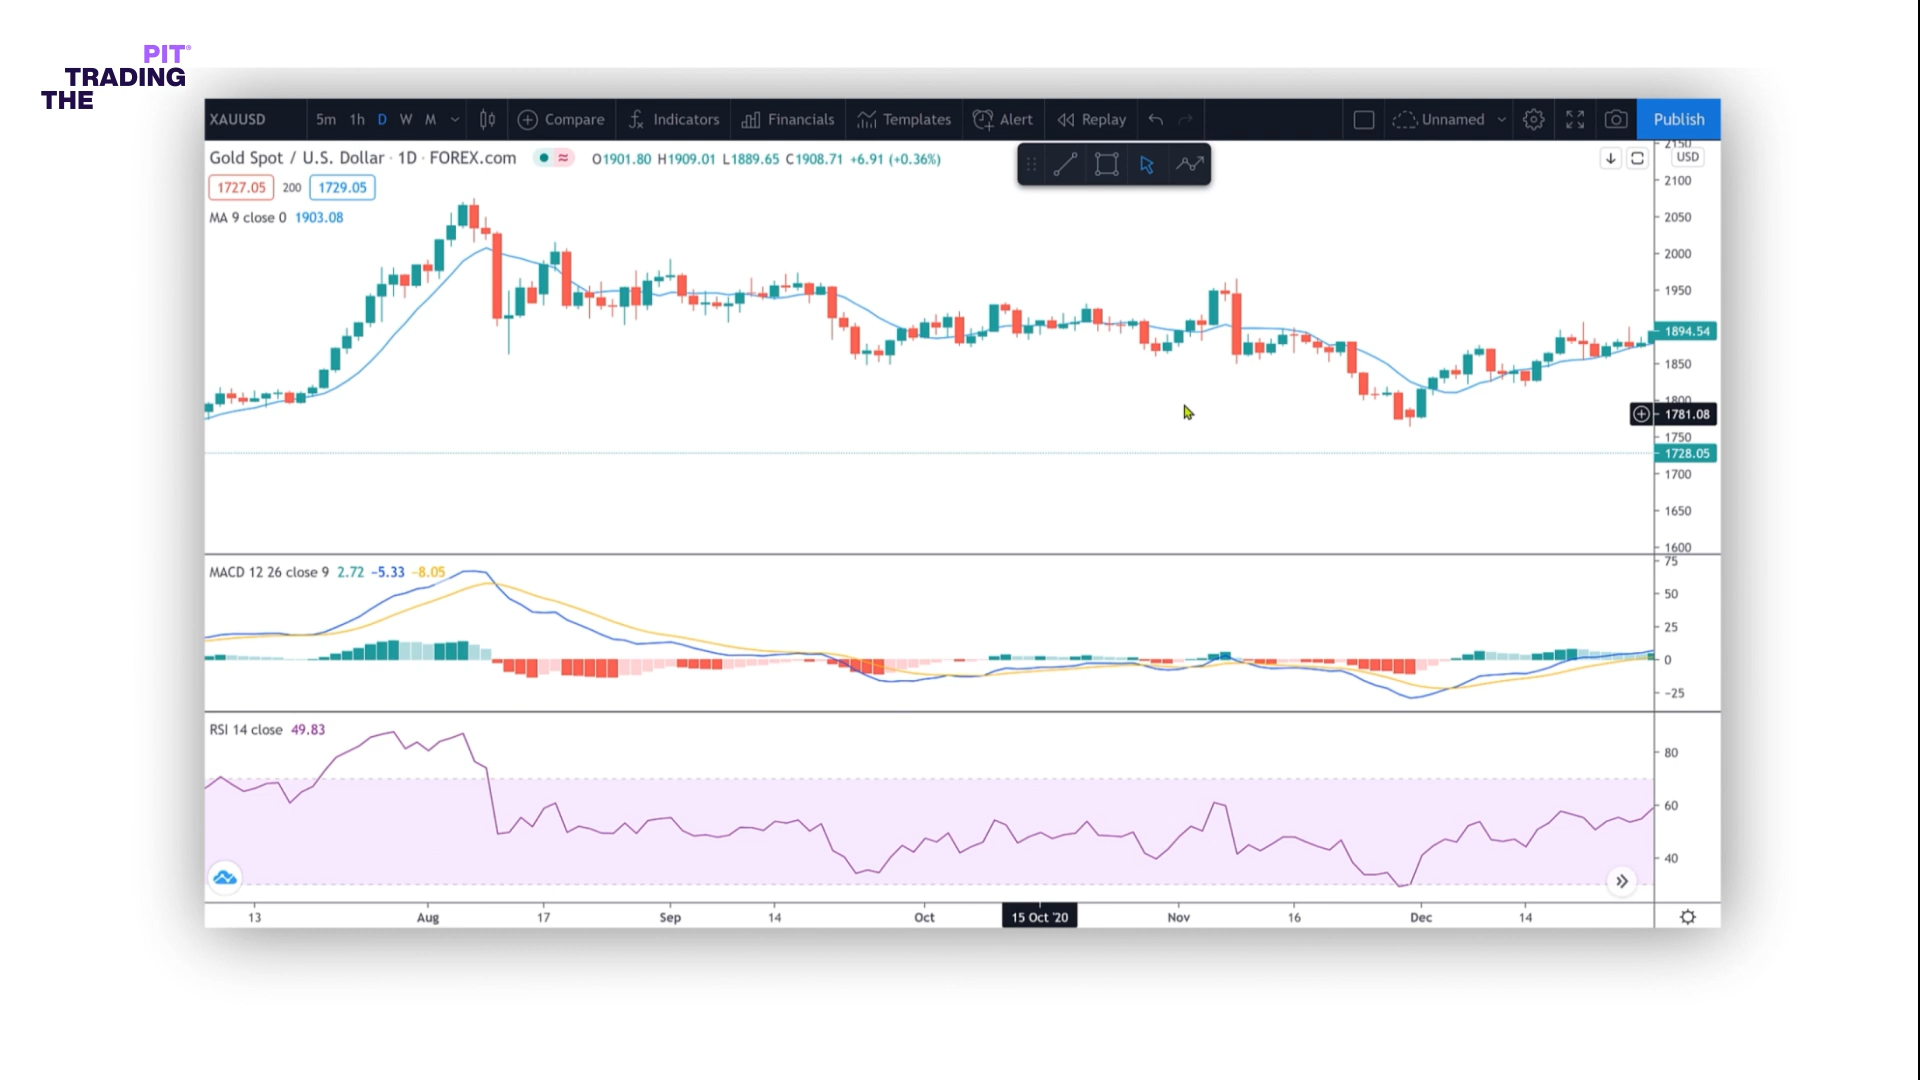 PIT®
TRADING
THE
XAUUSD 5m 1h D W M Compare Indicators Financials Templates Alert Replay Unnamed Publish
Gold Spot / U.S. Dollar · 1D · FOREX.com O1901.80 H1909.01 L1889.65 C1908.71 +6.91 (+0.36%)
USD
1727.05 200 1729.05
MA 9 close 0 1903.08
2150
2100
2050
2000
1950
1894.54
1850
1800
1781.08
1750
1728.05
1700
1650
1600
MACD 12 26 close 9 2.72 −5.33 −8.05
75
50
25
0
−25
RSI 14 close 49.83
80
60
40
13 Aug 17 Sep 14 Oct 15 Oct '20 Nov 16 Dec 14